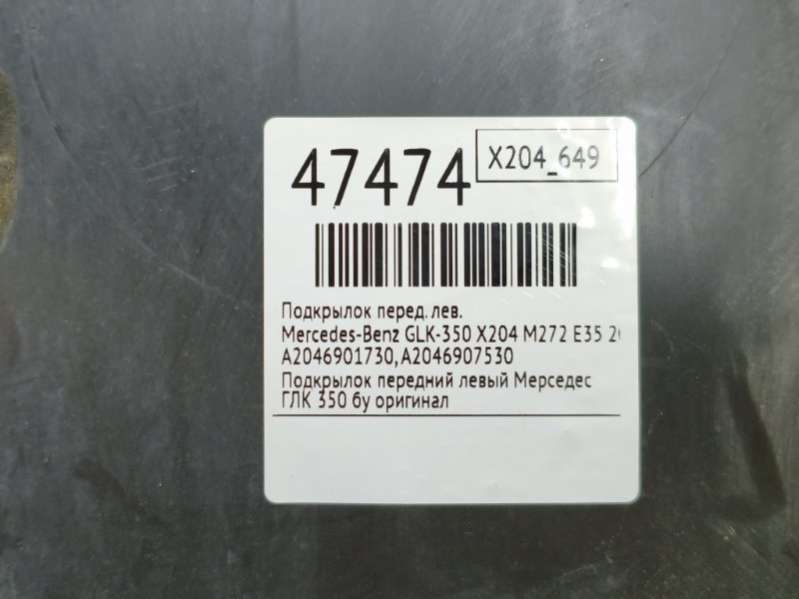 47474
X204_649
Подкрылок перед. лев.
Mercedes-Benz GLK-350 X204 M272 E35
A2046901730,A2046907530
Подкрылок передний левый Мерседес
ГЛК 350 бу оригинал